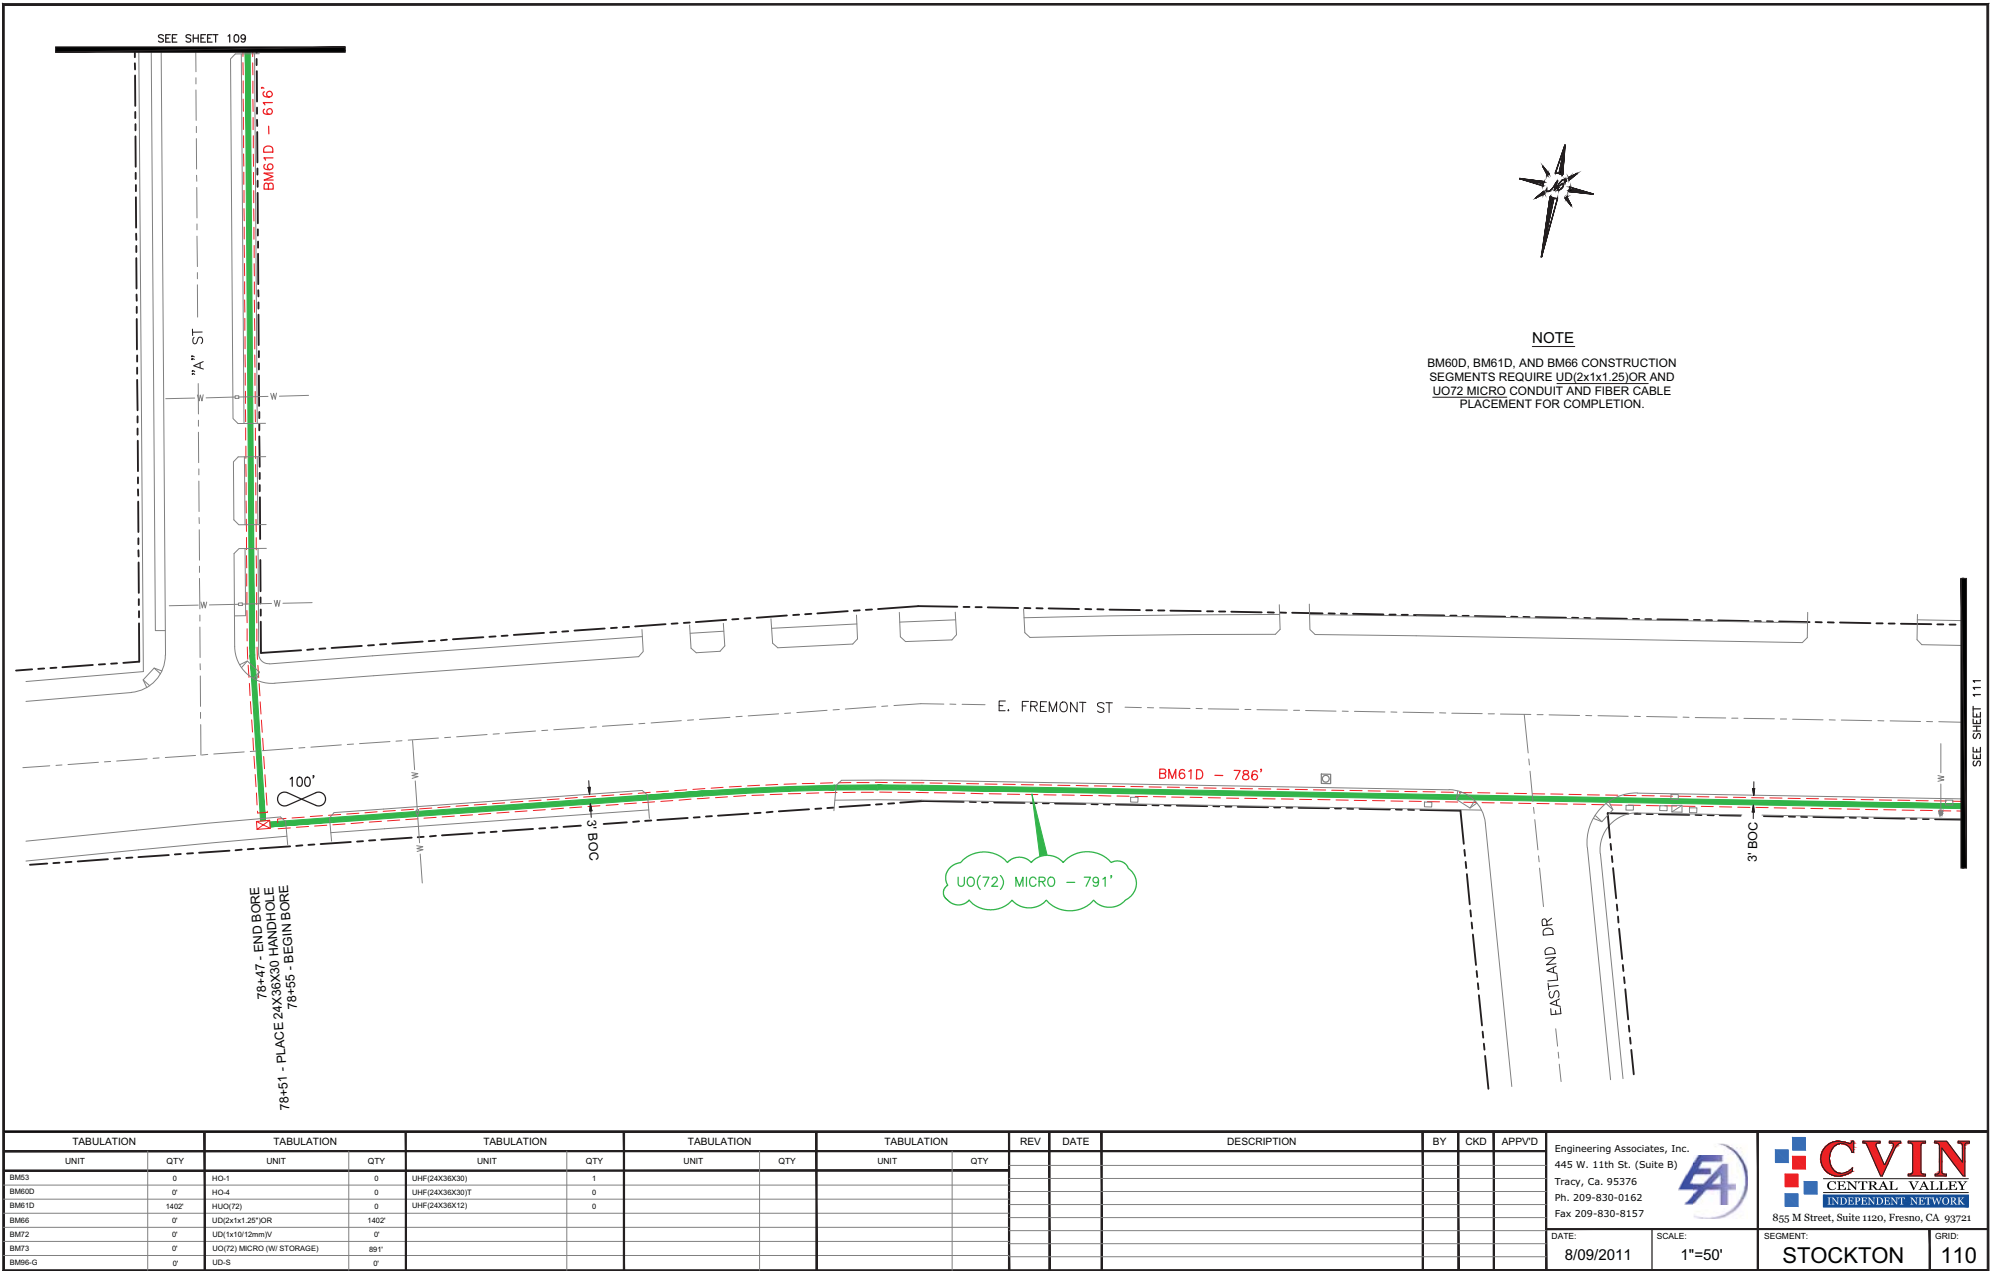 SEE SHEET 109
BM61D - 616'
"A" ST
W
W
W
W
NOTE
BM60D, BM61D, AND BM66 CONSTRUCTION
SEGMENTS REQUIRE UD(2x1x1.25)OR AND
UO72 MICRO CONDUIT AND FIBER CABLE
PLACEMENT FOR COMPLETION.
E. FREMONT ST
SEE SHEET 111
100'
W
W
W
BM61D - 786'
3' BOC
3' BOC
UO(72) MICRO - 791'
EASTLAND DR
78+47 - END BORE
78+51 - PLACE 24X36X30 HANDHOLE
78+55 - BEGIN BORE
TABULATION TABULATION TABULATION TABULATION TABULATION REV DATE DESCRIPTION BY CKD APPV'D
UNIT QTY UNIT QTY UNIT QTY UNIT QTY UNIT QTY
BM53 0 HO-1 0 UHF(24X36X30) 1
BM60D 0' HO-4 0 UHF(24X36X30)T 0
BM61D 1402' HUO(72) 0 UHF(24X36X12) 0
BM66 0' UD(2x1x1.25")OR 1402'
BM72 0' UD(1x10/12mm)V 0'
BM73 0' UO(72) MICRO (W/ STORAGE) 891'
BM96-G 0' UD-S 0'
Engineering Associates, Inc.
445 W. 11th St. (Suite B)
Tracy, Ca. 95376
Ph. 209-830-0162
Fax 209-830-8157
EA
CVIN
CENTRAL VALLEY
INDEPENDENT NETWORK
855 M Street, Suite 1120, Fresno, CA 93721
DATE: SCALE: SEGMENT: GRID:
8/09/2011 1"=50' STOCKTON 110